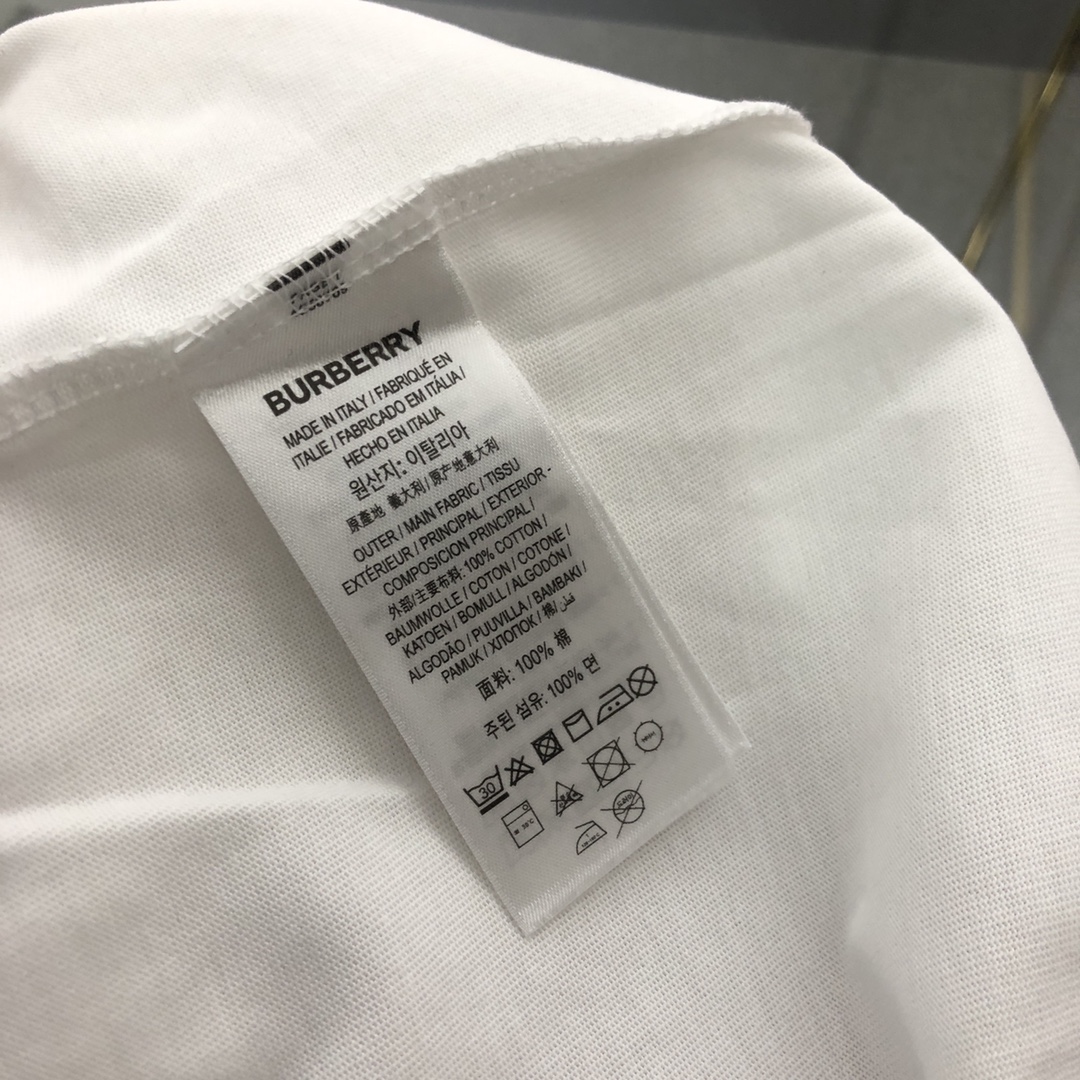 BURBERRY
MADE IN ITALY / FABRIQUÉ EN
ITALIE / FABRICADO EM ITÁLIA /
HECHO EN ITALIA
원산지: 이탈리아
原產地 義大利 / 原产地意大利
OUTER / MAIN FABRIC / TISSU
EXTÉRIEUR / PRINCIPAL / EXTERIOR -
COMPOSICION PRINCIPAL /
外部/主要布料: 100% COTTON /
BAUMWOLLE / COTON / COTONE /
KATOEN / BOMULL / ALGODÓN /
ALGODÃO / PUUVILLA / BAMBAKI /
PAMUK / ХЛОПОК / 棉/ قطن
面料: 100% 棉
주된 섬유: 100% 면
30